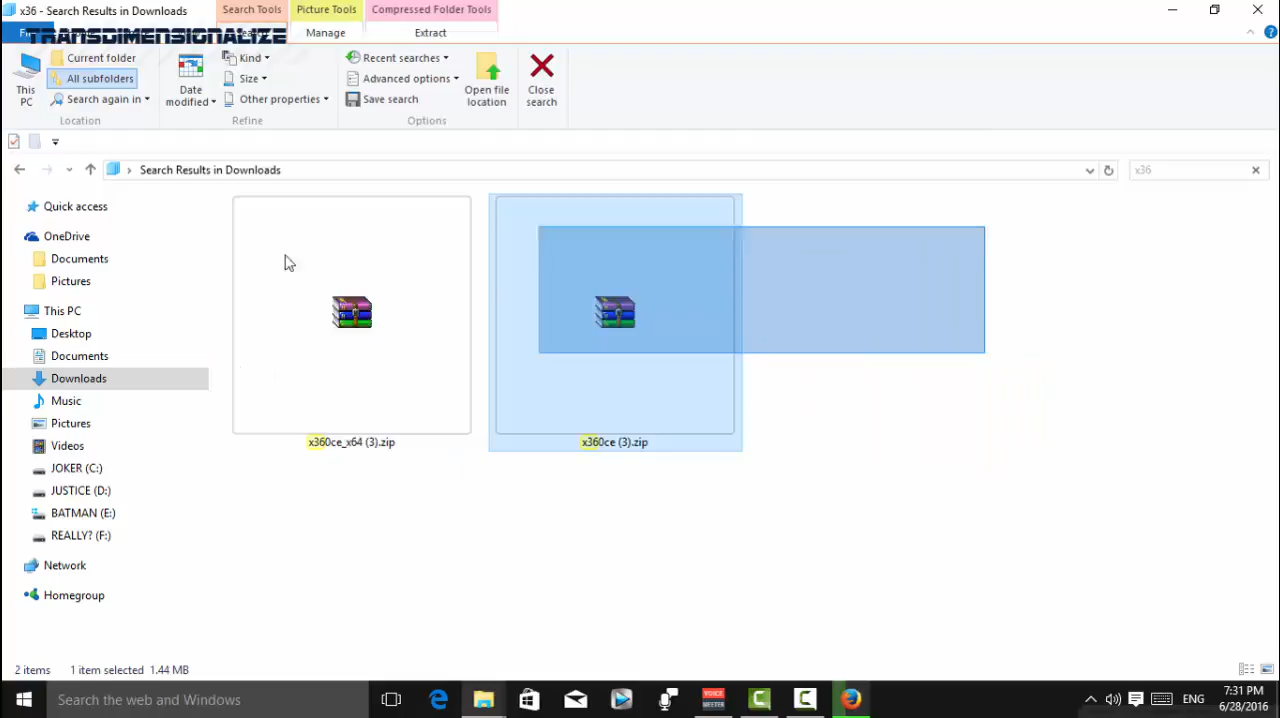 x36 - Search Results in Downloads
Search Tools
Picture Tools
Compressed Folder Tools
TRANSDIMENSIONALIZE
Manage
Extract
This PC
Current folder
All subfolders
Search again in
Location
Date modified
Kind
Size
Other properties
Refine
Recent searches
Advanced options
Save search
Open file location
Options
Close search
Search Results in Downloads
x36
Quick access
OneDrive
Documents
Pictures
This PC
Desktop
Documents
Downloads
Music
Pictures
Videos
JOKER (C:)
JUSTICE (D:)
BATMAN (E:)
REALLY? (F:)
Network
Homegroup
x360ce_x64 (3).zip
x360ce (3).zip
2 items 1 item selected 1.44 MB
Search the web and Windows
VOICE MEETER
ENG
7:31 PM
6/28/2016